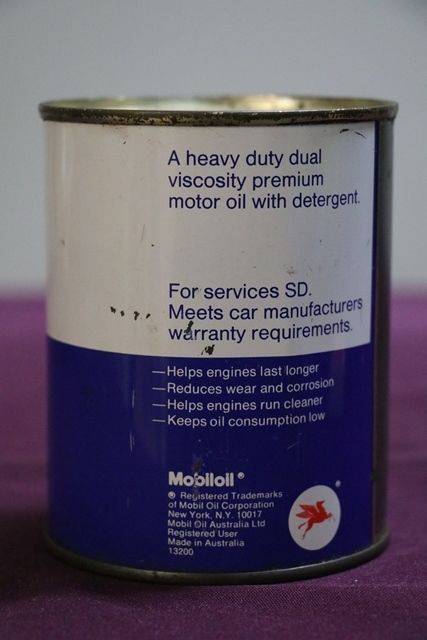 A heavy duty dual
viscosity premium
motor oil with detergent.
For services SD.
Meets car manufacturers
warranty requirements.
—Helps engines last longer
—Reduces wear and corrosion
—Helps engines run cleaner
—Keeps oil consumption low
Mobiloil ®
® Registered Trademarks
of Mobil Oil Corporation
New York, N.Y. 10017
Mobil Oil Australia Ltd
Registered User
Made in Australia
13200
®